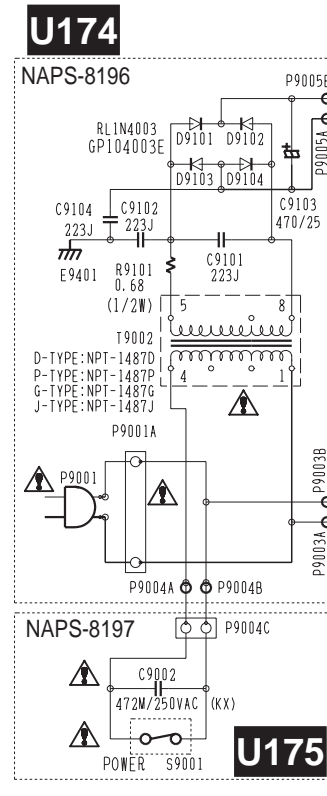 U174
NAPS-8196
P9005B
RL1N4003
GP104003E
D9101 D9102
P9005A
D9103 D9104
C9104 C9102
223J 223J
C9103
470/25
C9101
223J
E9401
R9101
0.68
(1/2W)
5 8
T9002
D-TYPE:NPT-1487D
P-TYPE:NPT-1487P
G-TYPE:NPT-1487G
J-TYPE:NPT-1487J
4 1
P9001A
P9001
P9003B
P9003A
P9004A P9004B
NAPS-8197
P9004C
C9002
472M/250VAC (KX)
POWER S9001
U175